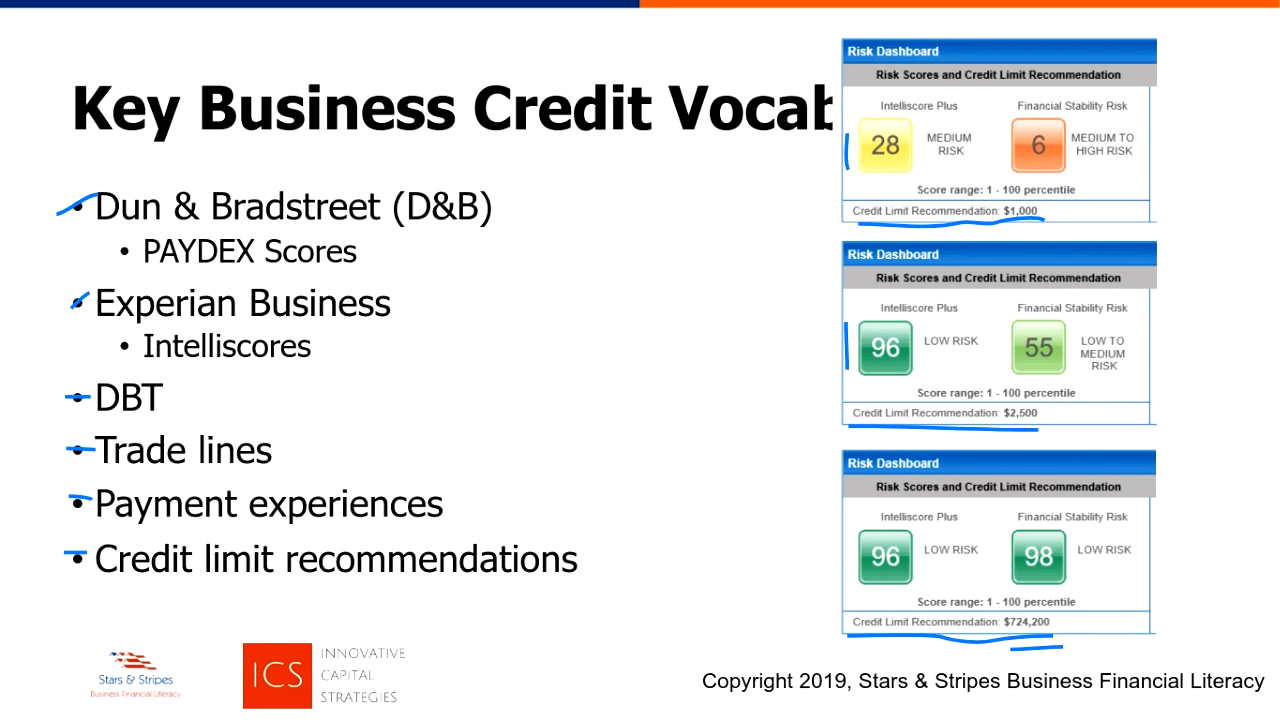 Key Business Credit Vocab
• Dun & Bradstreet (D&B)
• PAYDEX Scores
• Experian Business
• Intelliscores
• DBT
• Trade lines
• Payment experiences
• Credit limit recommendations
Risk Dashboard
Risk Scores and Credit Limit Recommendation
Intelliscore Plus Financial Stability Risk
28 MEDIUM RISK 6 MEDIUM TO HIGH RISK
Score range: 1 - 100 percentile
Credit Limit Recommendation: $1,000
Risk Dashboard
Risk Scores and Credit Limit Recommendation
Intelliscore Plus Financial Stability Risk
96 LOW RISK 55 LOW TO MEDIUM RISK
Score range: 1 - 100 percentile
Credit Limit Recommendation: $2,500
Risk Dashboard
Risk Scores and Credit Limit Recommendation
Intelliscore Plus Financial Stability Risk
96 LOW RISK 98 LOW RISK
Score range: 1 - 100 percentile
Credit Limit Recommendation: $724,200
Stars & Stripes
Business Financial Literacy
ICS
INNOVATIVE
CAPITAL
STRATEGIES
Copyright 2019, Stars & Stripes Business Financial Literacy